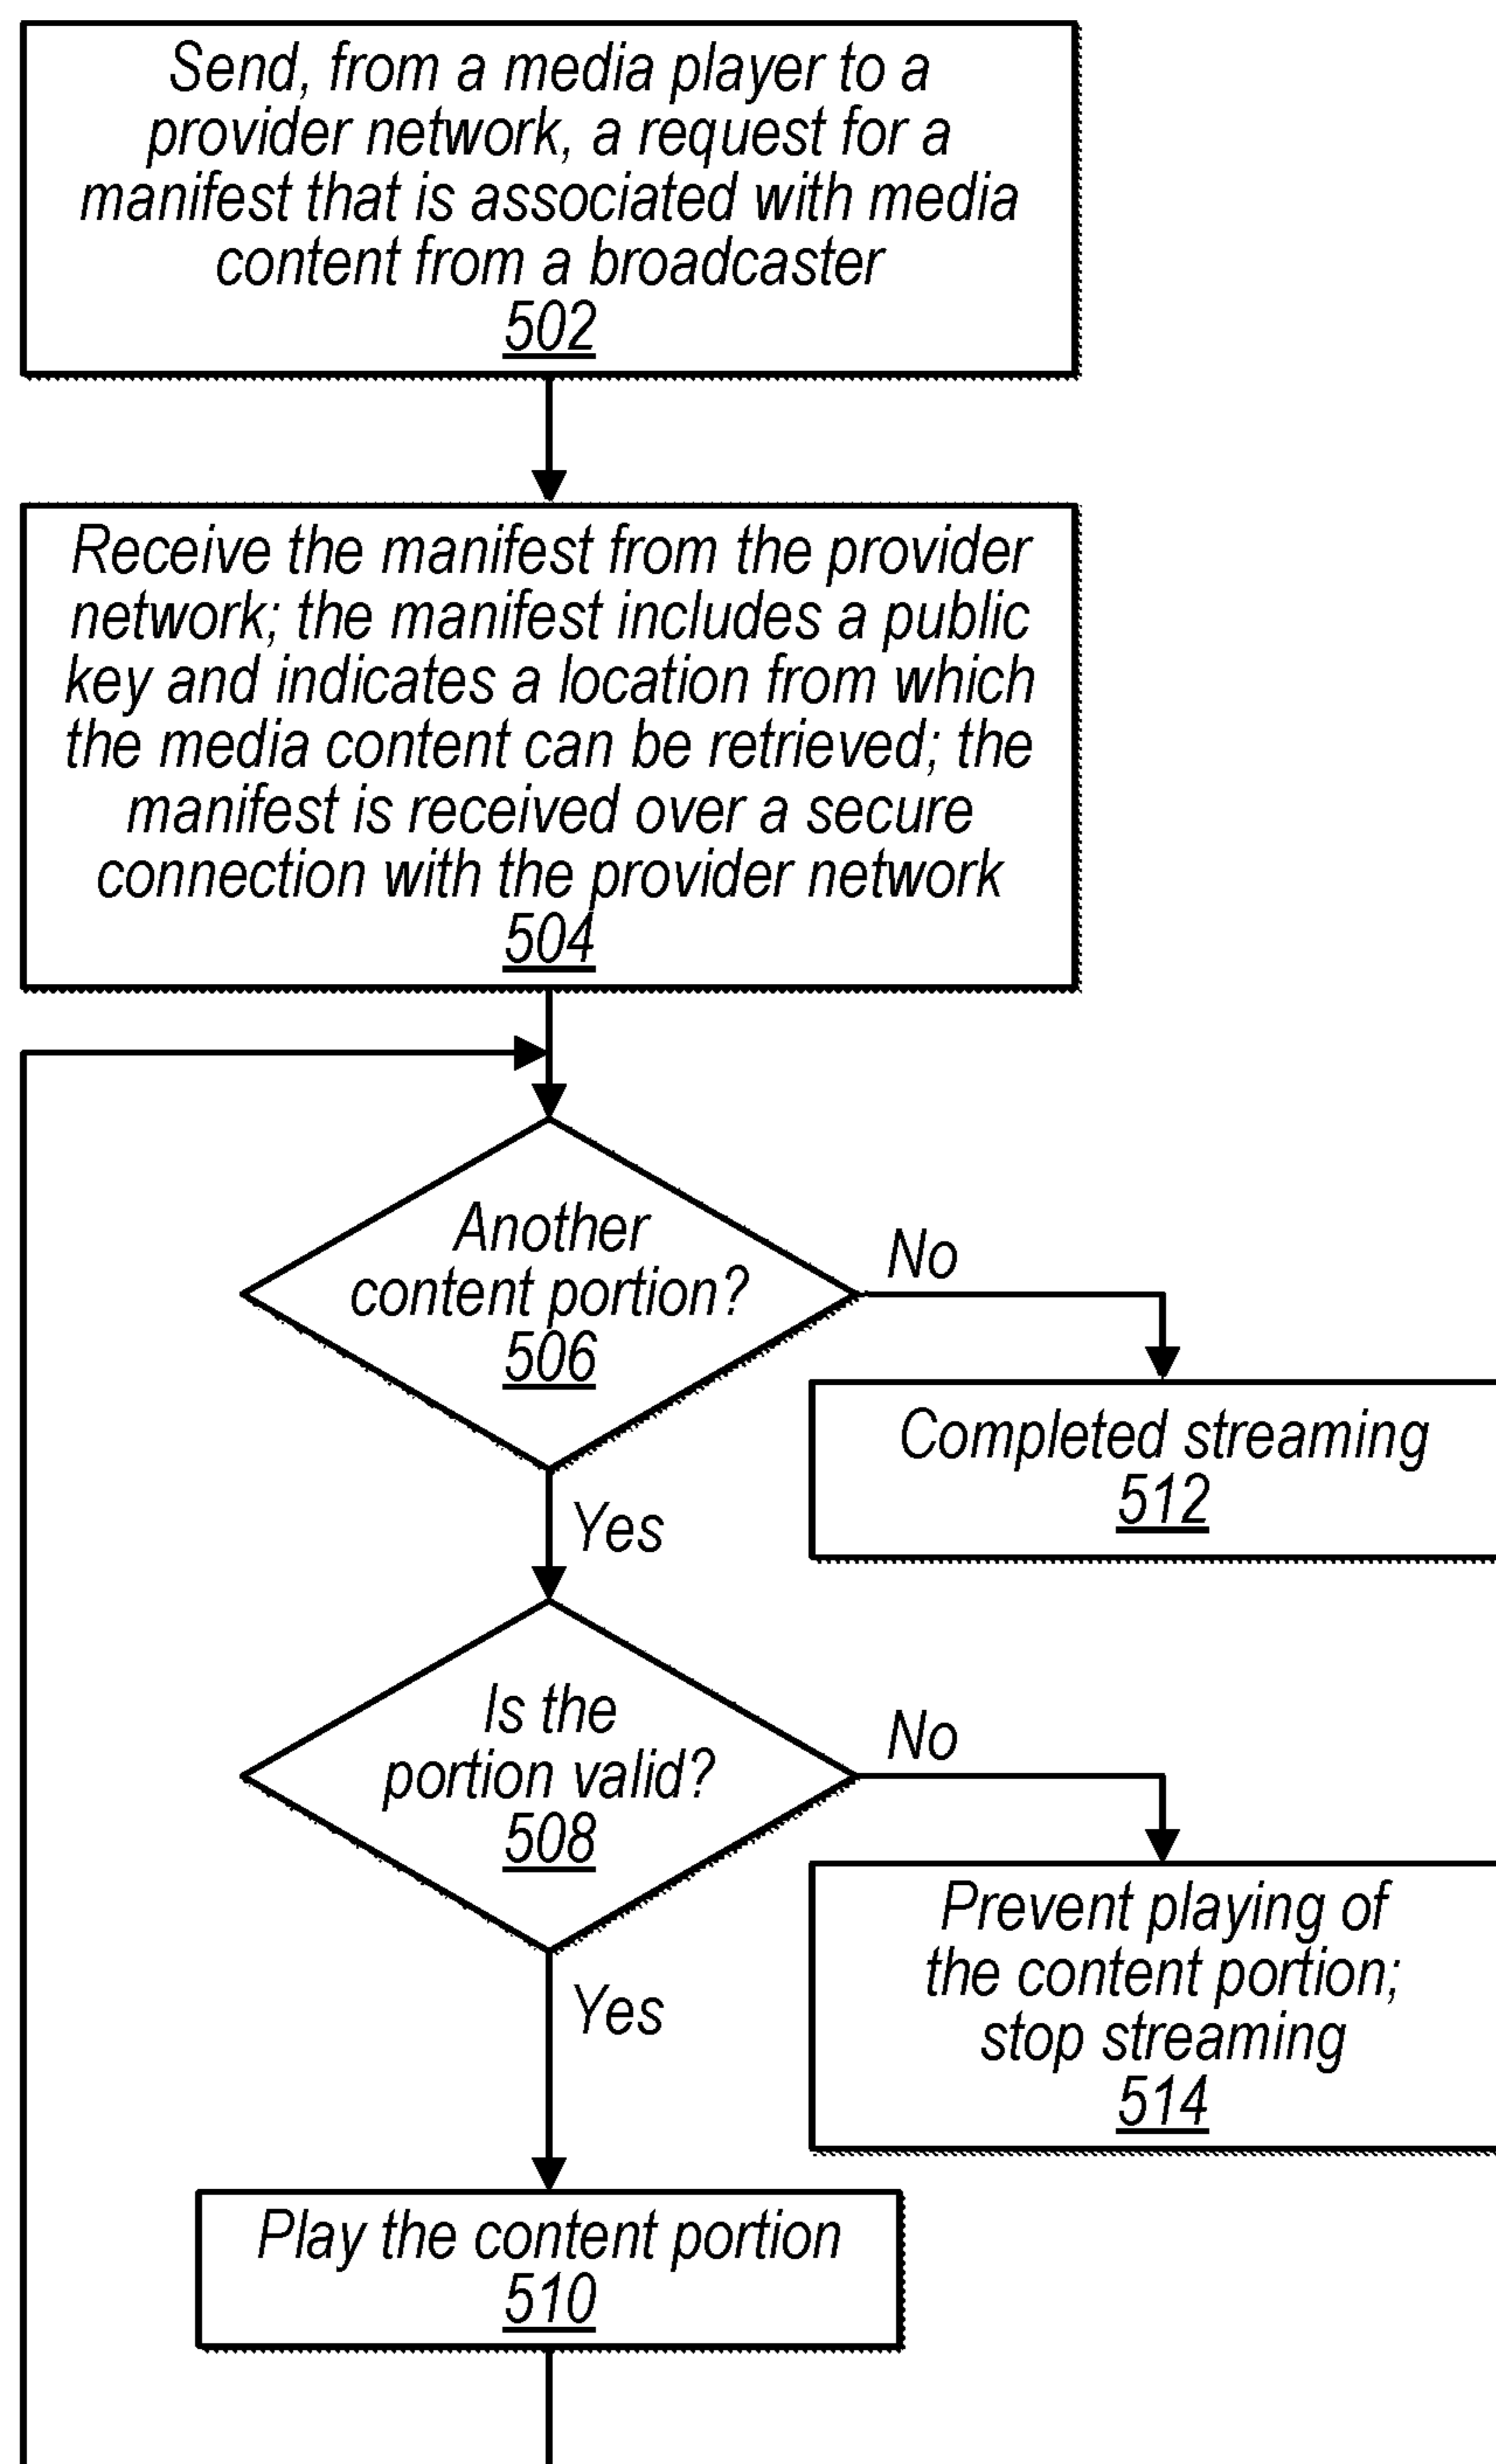 Send, from a media player to a
provider network, a request for a
manifest that is associated with media
content from a broadcaster
502
Receive the manifest from the provider
network; the manifest includes a public
key and indicates a location from which
the media content can be retrieved; the
manifest is received over a secure
connection with the provider network
504
Another
content portion?
506
No
Completed streaming
512
Yes
Is the
portion valid?
508
No
Prevent playing of
the content portion;
stop streaming
514
Yes
Play the content portion
510